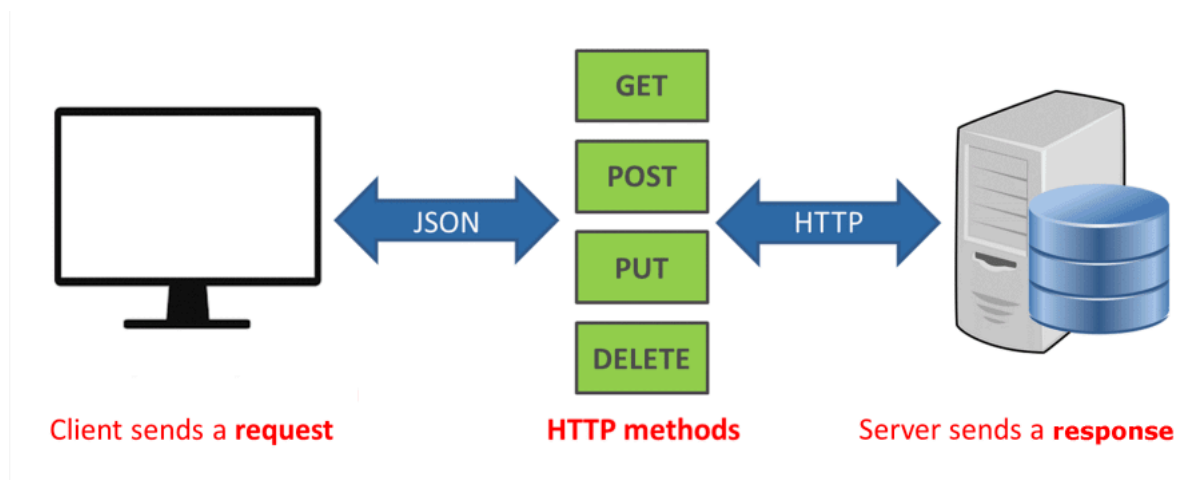 GET
POST
JSON
HTTP
PUT
DELETE
Client sends a request
HTTP methods
Server sends a response